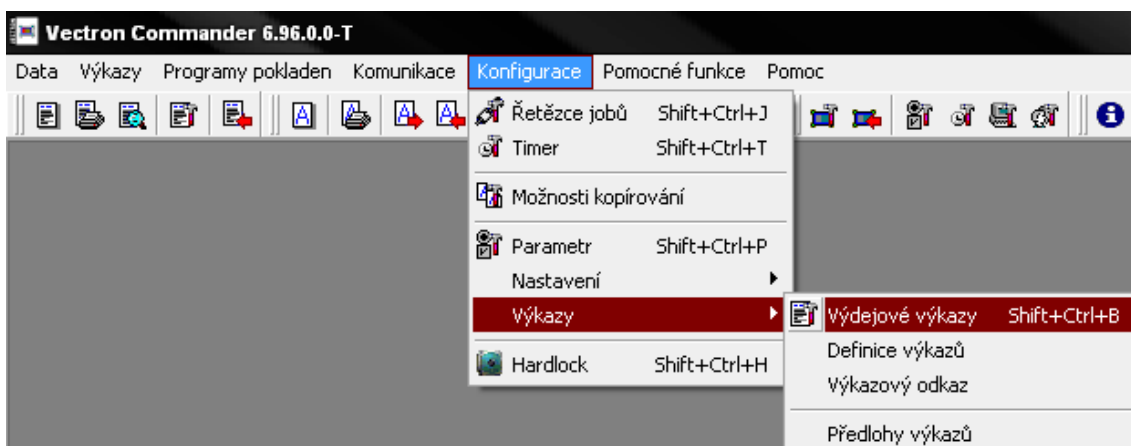 Vectron Commander 6.96.0.0-T
Data Výkazy Programy pokladen Komunikace Konfigurace Pomocné funkce Pomoc
Řetězce jobů Shift+Ctrl+J
Timer Shift+Ctrl+T
Možnosti kopírování
Parametr Shift+Ctrl+P
Nastavení
Výkazy
Hardlock Shift+Ctrl+H
Výdejové výkazy Shift+Ctrl+B
Definice výkazů
Výkazový odkaz
Předlohy výkazů